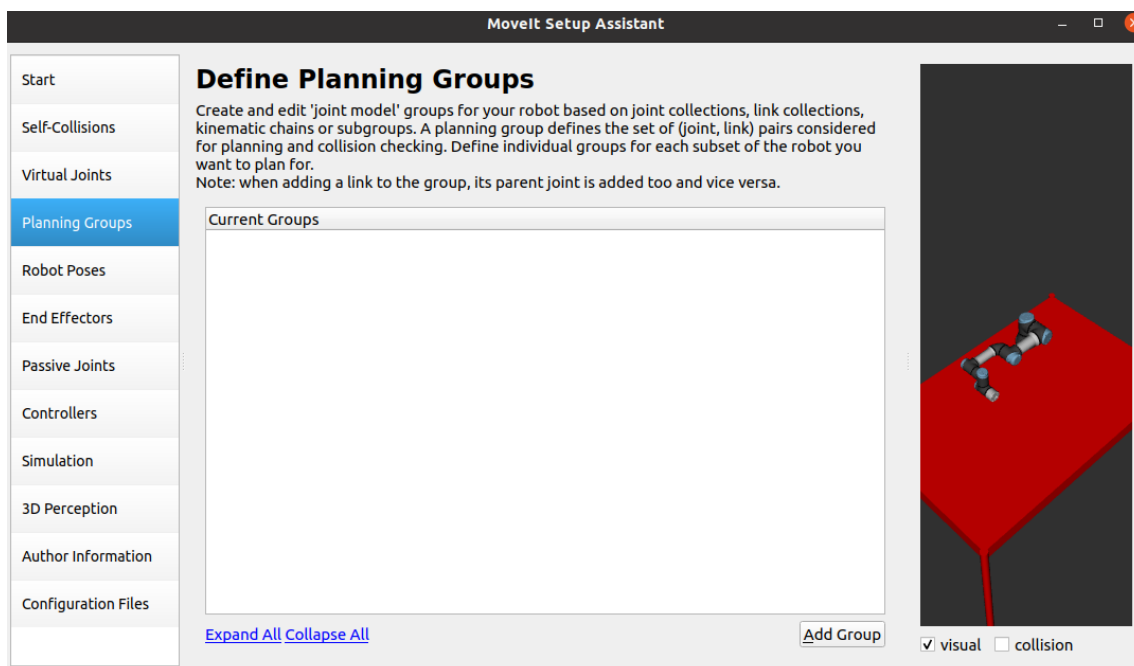 MoveIt Setup Assistant
Start
Self-Collisions
Virtual Joints
Planning Groups
Robot Poses
End Effectors
Passive Joints
Controllers
Simulation
3D Perception
Author Information
Configuration Files
Define Planning Groups
Create and edit 'joint model' groups for your robot based on joint collections, link collections,
kinematic chains or subgroups. A planning group defines the set of (joint, link) pairs considered
for planning and collision checking. Define individual groups for each subset of the robot you
want to plan for.
Note: when adding a link to the group, its parent joint is added too and vice versa.
Current Groups
Expand All Collapse All
Add Group
visual collision